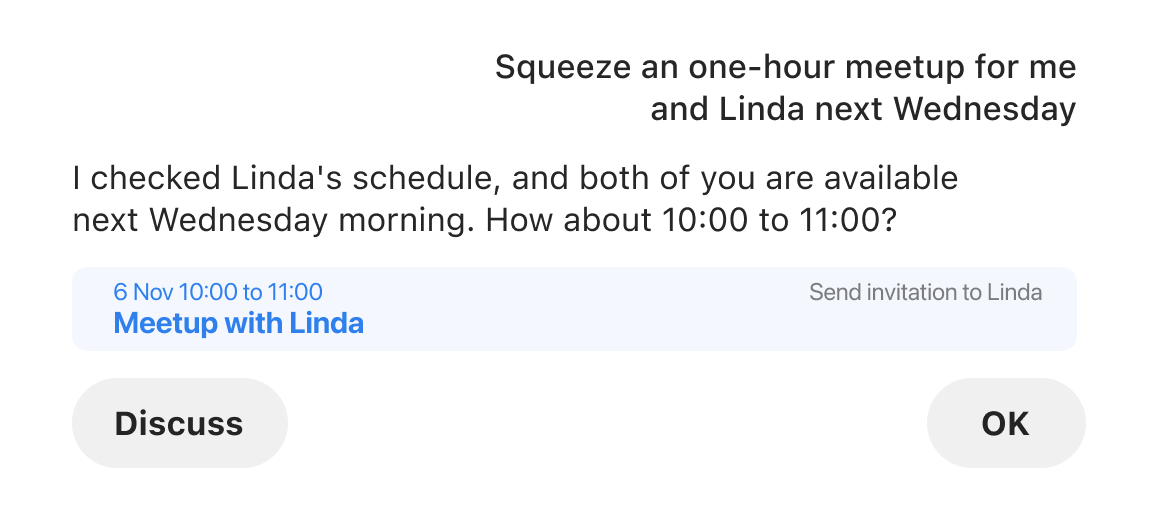 Squeeze an one-hour meetup for me
and Linda next Wednesday
I checked Linda's schedule, and both of you are available
next Wednesday morning. How about 10:00 to 11:00?
6 Nov 10:00 to 11:00
Send invitation to Linda
Meetup with Linda
Discuss
OK